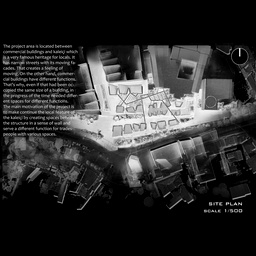 The project area is located between
commercial buildings and kaleiçi which
is a very famous heritage for locals. It
has narrow streets with its moving fa-
cades. That creates a feeling of
moving. On the other hand, commer-
cial buildings have different functions.
That's why, even if that had been oc-
cupied the same size of a building, in
the progress of the time needed differ-
ent spaces for different functions.
The main motivation of the project is
to make continue the local feature of
the kaleiçi by creating spaces between
the structure in a sense of wall and
serve a different function for trades-
people with various spaces.
SITE PLAN
SCALE 1/500